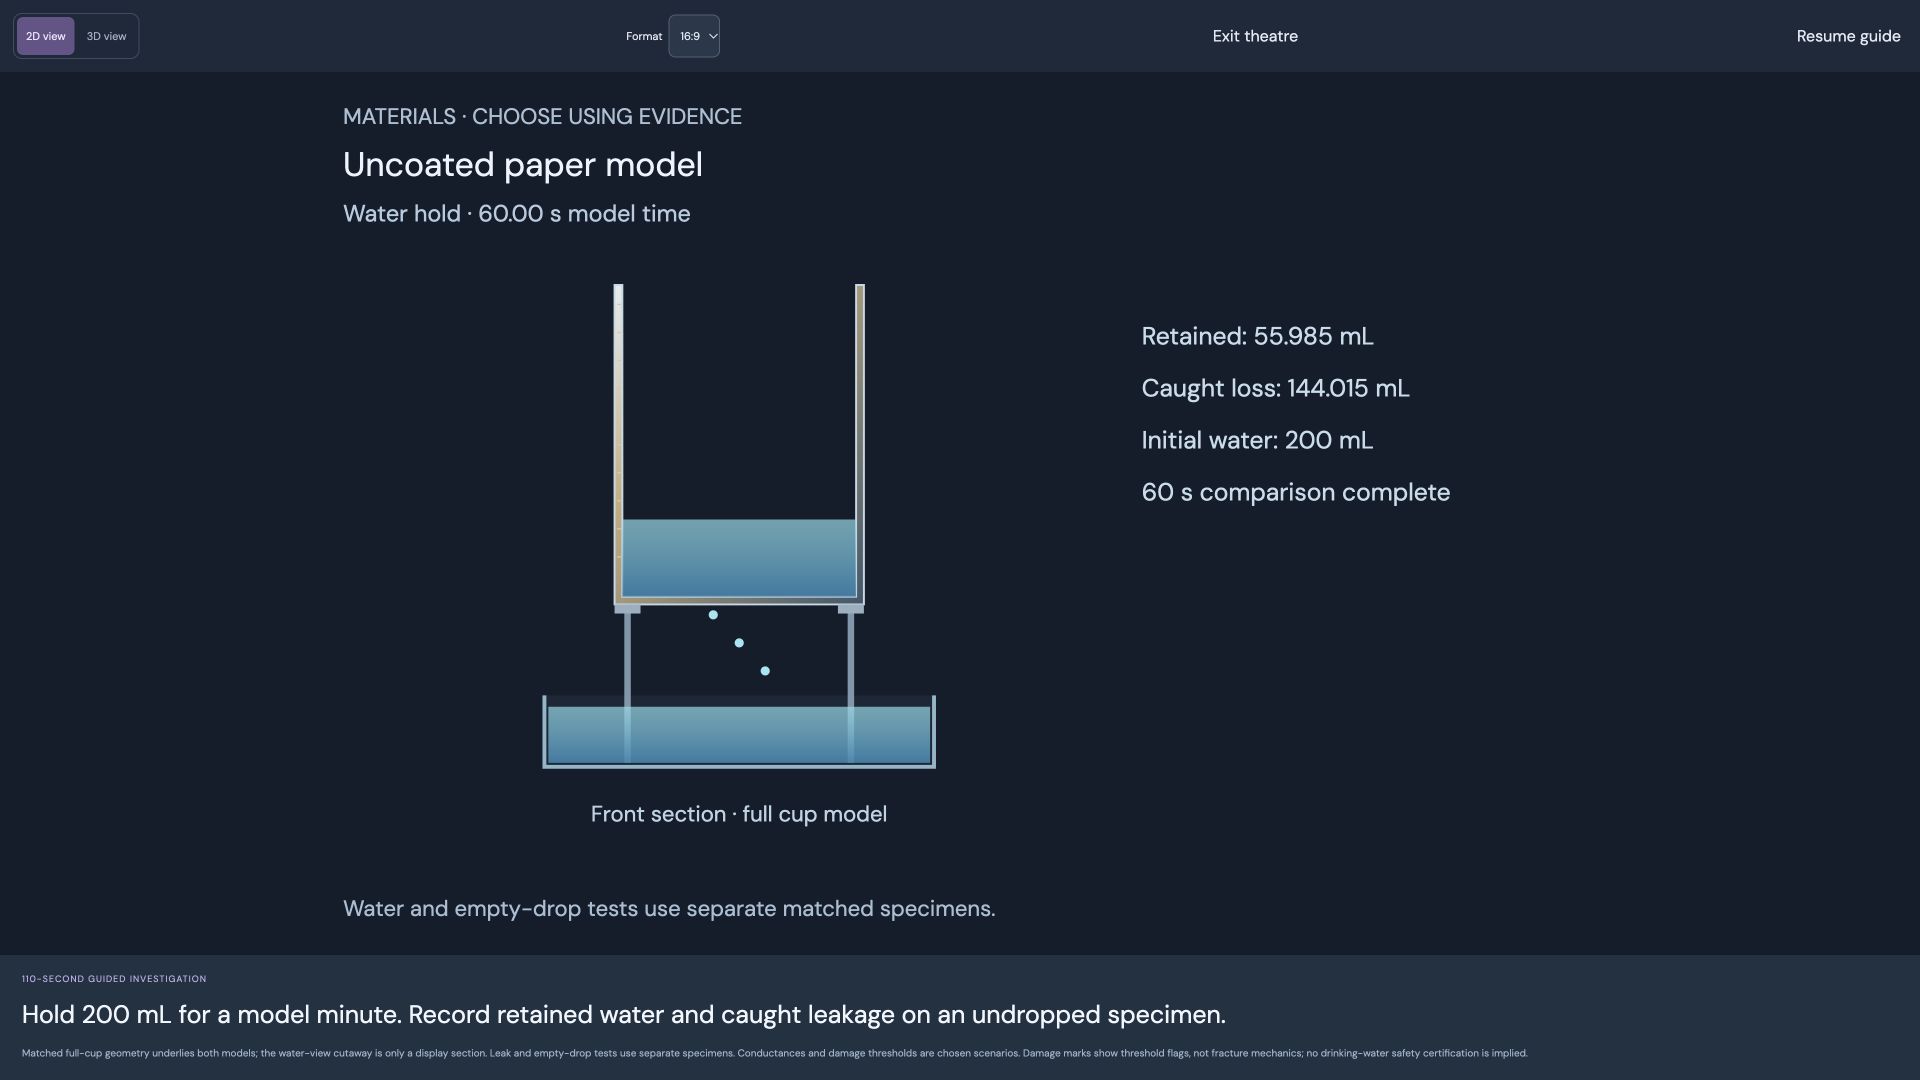 2D view
3D view
Format
16:9
Exit theatre
Resume guide
MATERIALS · CHOOSE USING EVIDENCE
Uncoated paper model
Water hold · 60.00 s model time
Retained: 55.985 mL
Caught loss: 144.015 mL
Initial water: 200 mL
60 s comparison complete
Front section · full cup model
Water and empty-drop tests use separate matched specimens.
110-SECOND GUIDED INVESTIGATION
Hold 200 mL for a model minute. Record retained water and caught leakage on an undropped specimen.
Matched full-cup geometry underlies both models; the water-view cutaway is only a display section. Leak and empty-drop tests use separate specimens. Conductances and damage thresholds are chosen scenarios. Damage marks show threshold flags, not fracture mechanics; no drinking-water safety certification is implied.